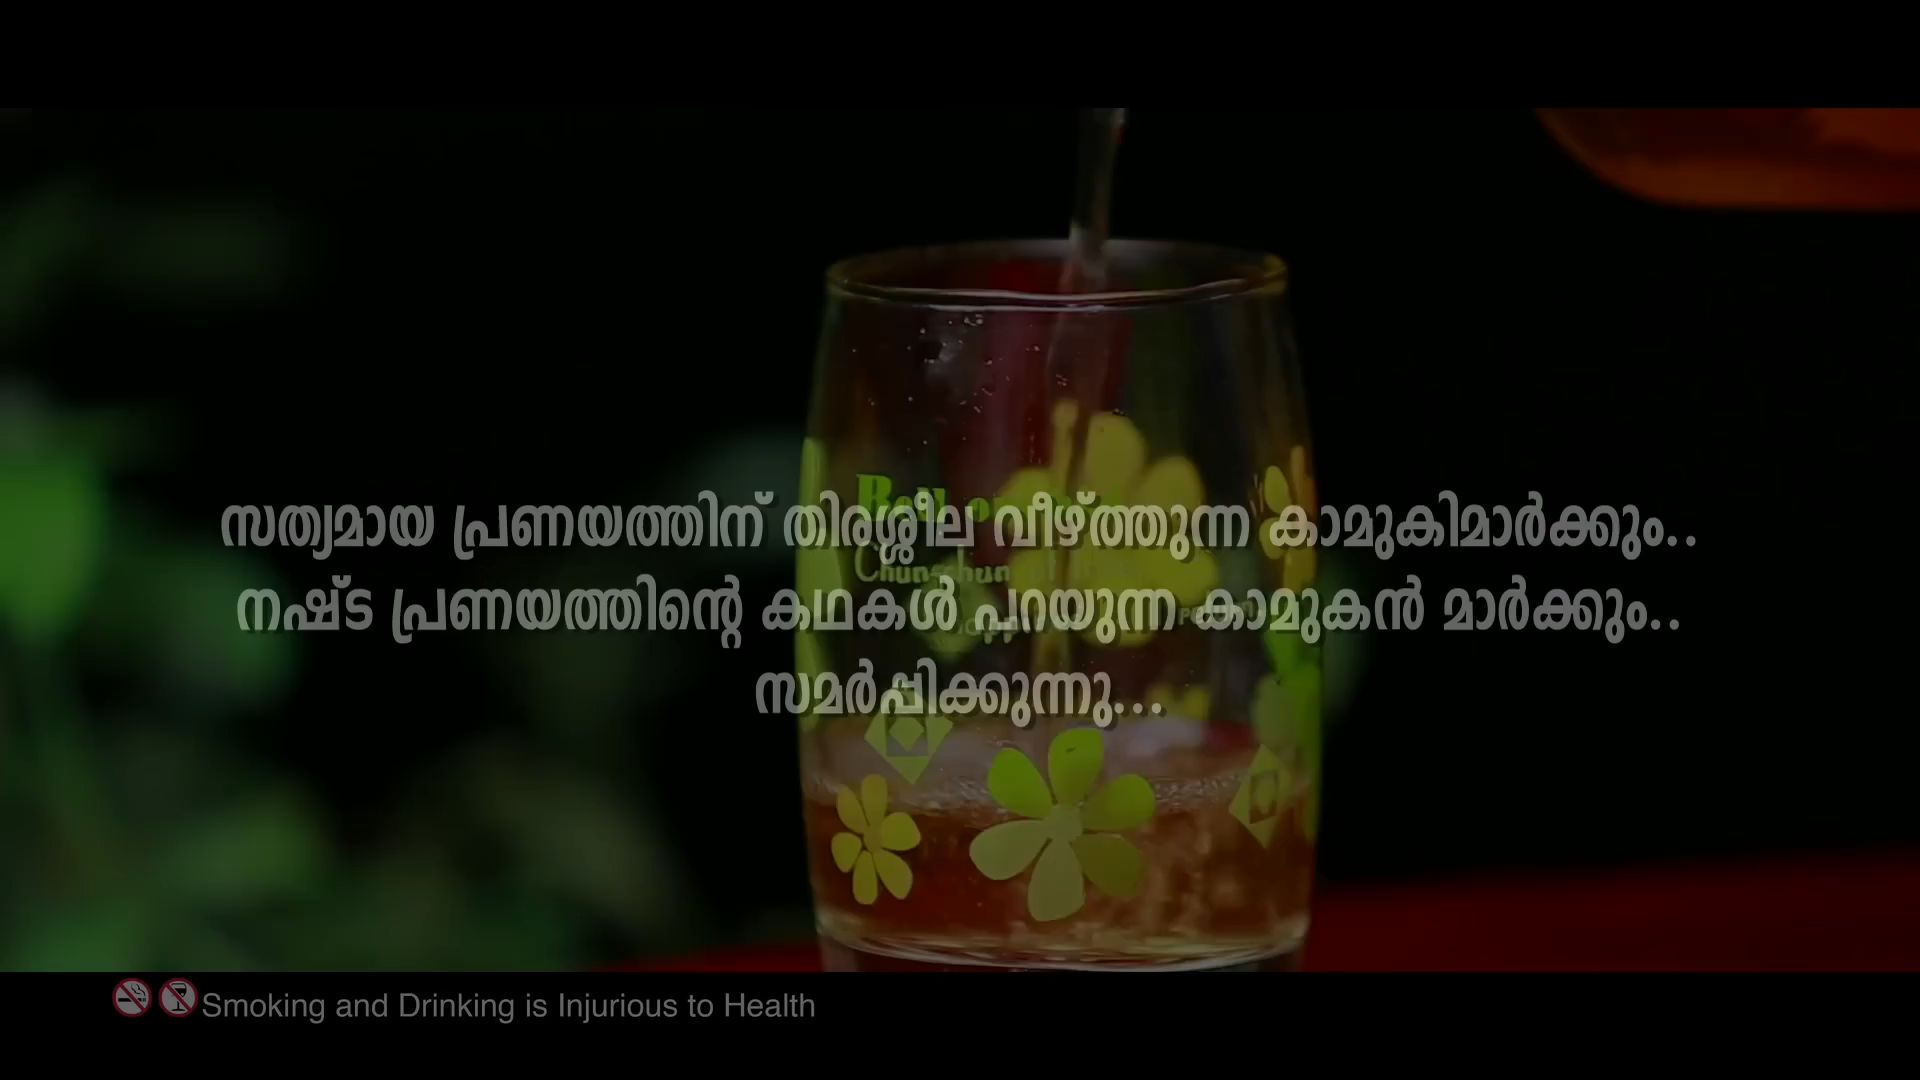 സത്യമായ പ്രണയത്തിന് തിരശ്ശീല വീഴ്ത്തുന്ന കാമുകിമാർക്കും..
നഷ്ട പ്രണയത്തിന്റെ കഥകൾ പറയുന്ന കാമുകൻ മാർക്കും..
സമർപ്പിക്കുന്നു...
Smoking and Drinking is Injurious to Health